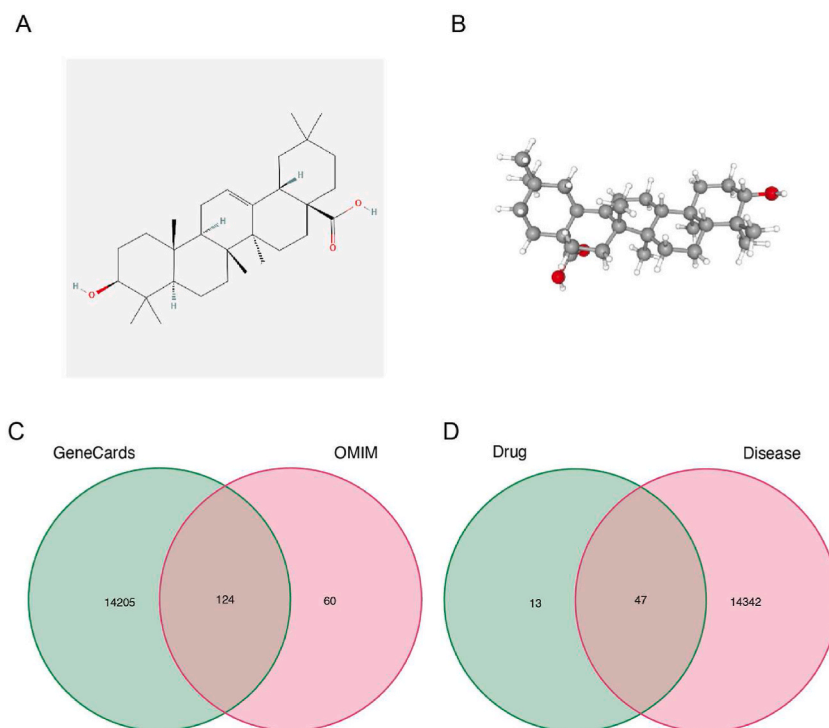 A
B
H
H
O
H
O
H
H
O
H
C
D
GeneCards
OMIM
Drug
Disease
14205
124
60
13
47
14342